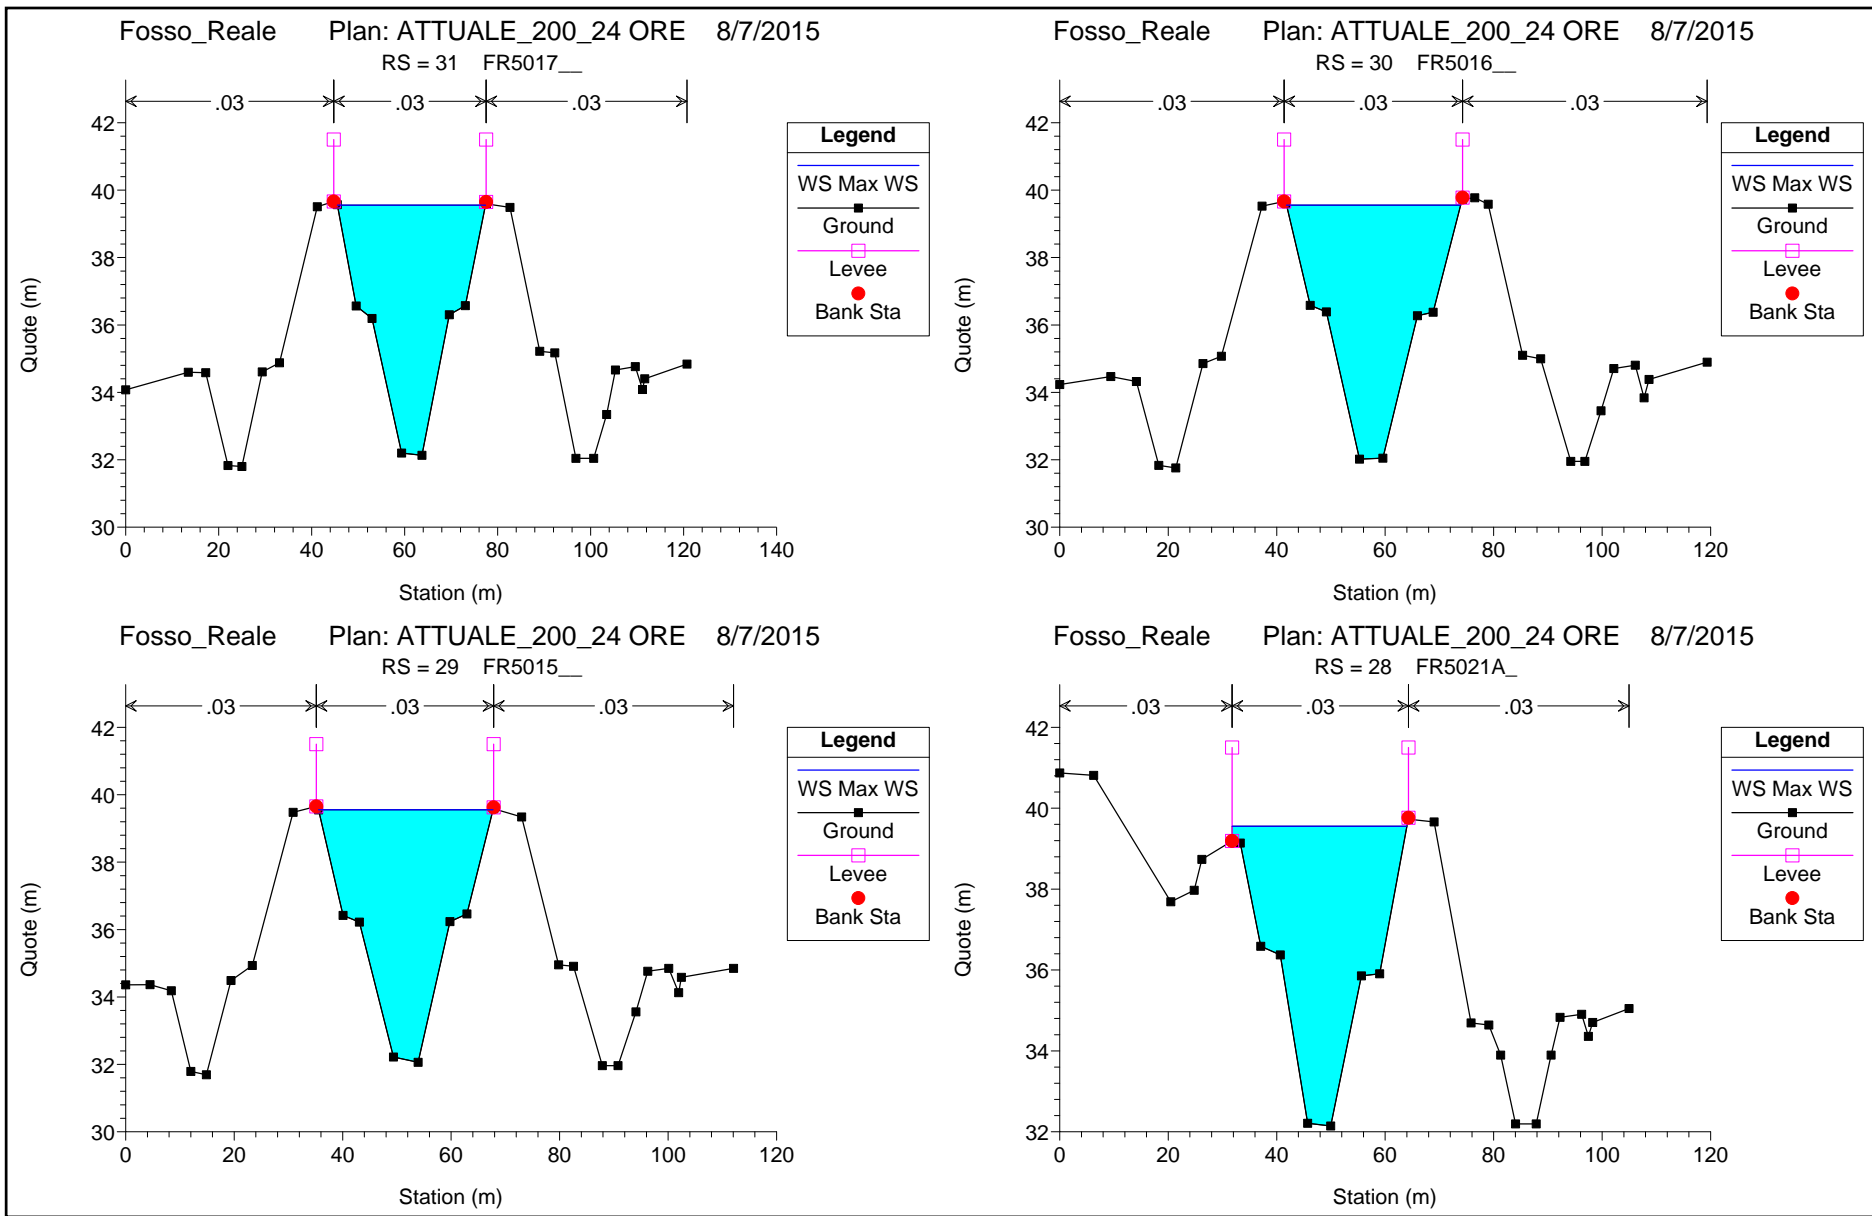 Fosso_Reale Plan: ATTUALE_200_24 ORE 8/7/2015
RS = 31 FR5017__
.03 .03 .03
42
40
38
36
34
32
30
0 20 40 60 80 100 120 140
Quote (m)
Station (m)
Legend
WS Max WS
Ground
Levee
Bank Sta
Fosso_Reale Plan: ATTUALE_200_24 ORE 8/7/2015
RS = 30 FR5016__
.03 .03 .03
42
40
38
36
34
32
30
0 20 40 60 80 100 120
Quote (m)
Station (m)
Legend
WS Max WS
Ground
Levee
Bank Sta
Fosso_Reale Plan: ATTUALE_200_24 ORE 8/7/2015
RS = 29 FR5015__
.03 .03 .03
42
40
38
36
34
32
30
0 20 40 60 80 100 120
Quote (m)
Station (m)
Legend
WS Max WS
Ground
Levee
Bank Sta
Fosso_Reale Plan: ATTUALE_200_24 ORE 8/7/2015
RS = 28 FR5021A_
.03 .03 .03
42
40
38
36
34
32
0 20 40 60 80 100 120
Quote (m)
Station (m)
Legend
WS Max WS
Ground
Levee
Bank Sta